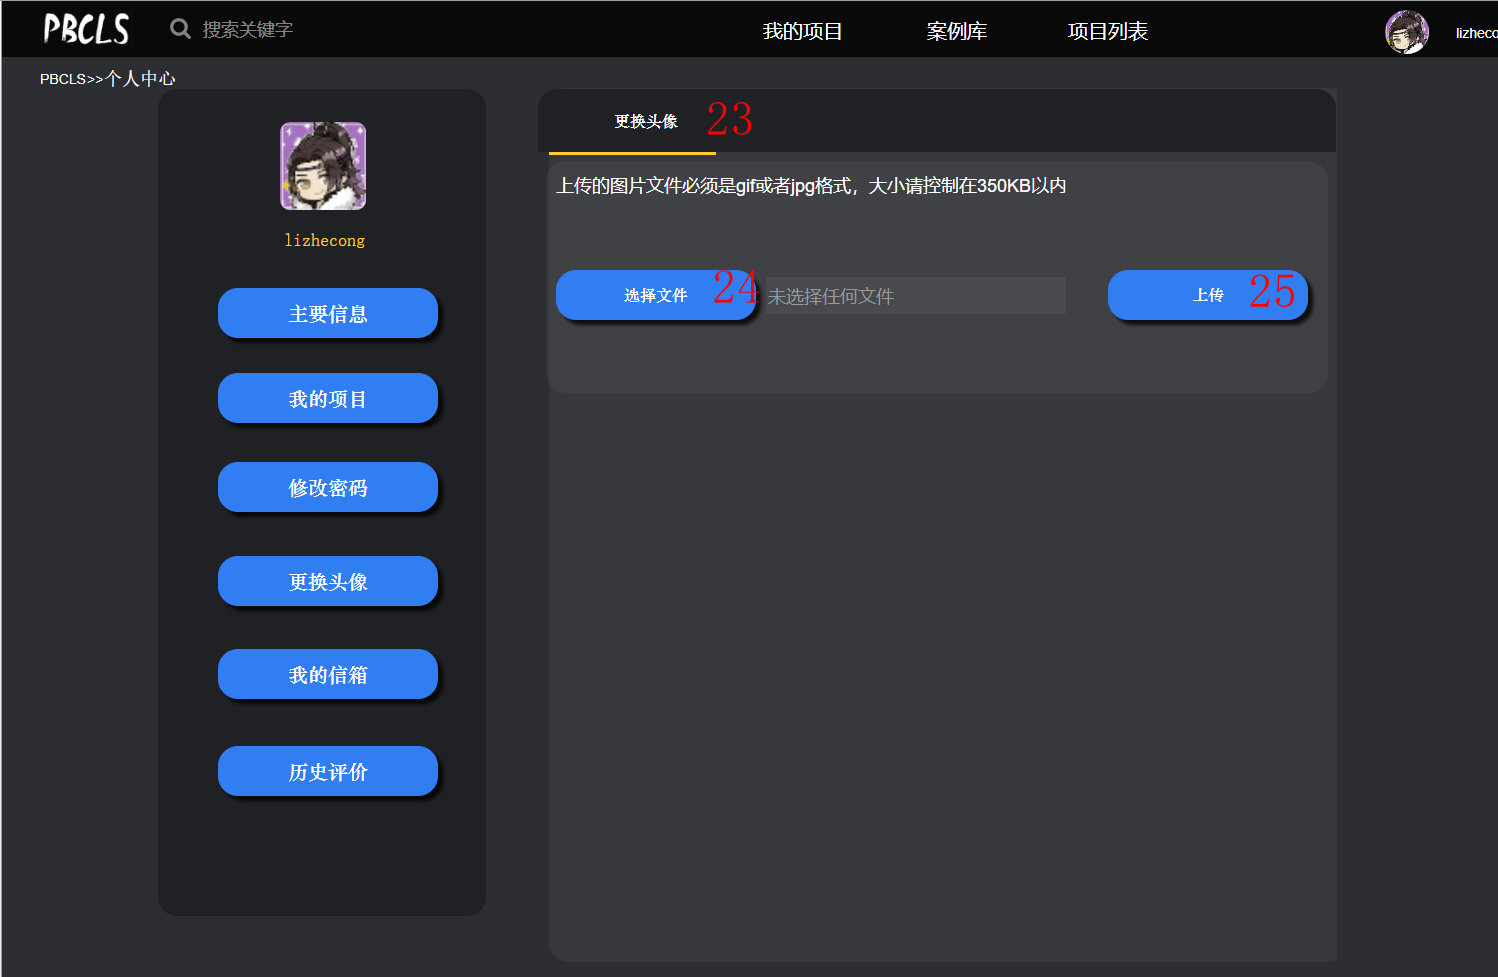 PBCLS
搜索关键字
我的项目
案例库
项目列表
lizheco
PBCLS>>个人中心
lizhecong
主要信息
我的项目
修改密码
更换头像
我的信箱
历史评价
更换头像
23
上传的图片文件必须是gif或者jpg格式，大小请控制在350KB以内
选择文件
24
未选择任何文件
上传
25